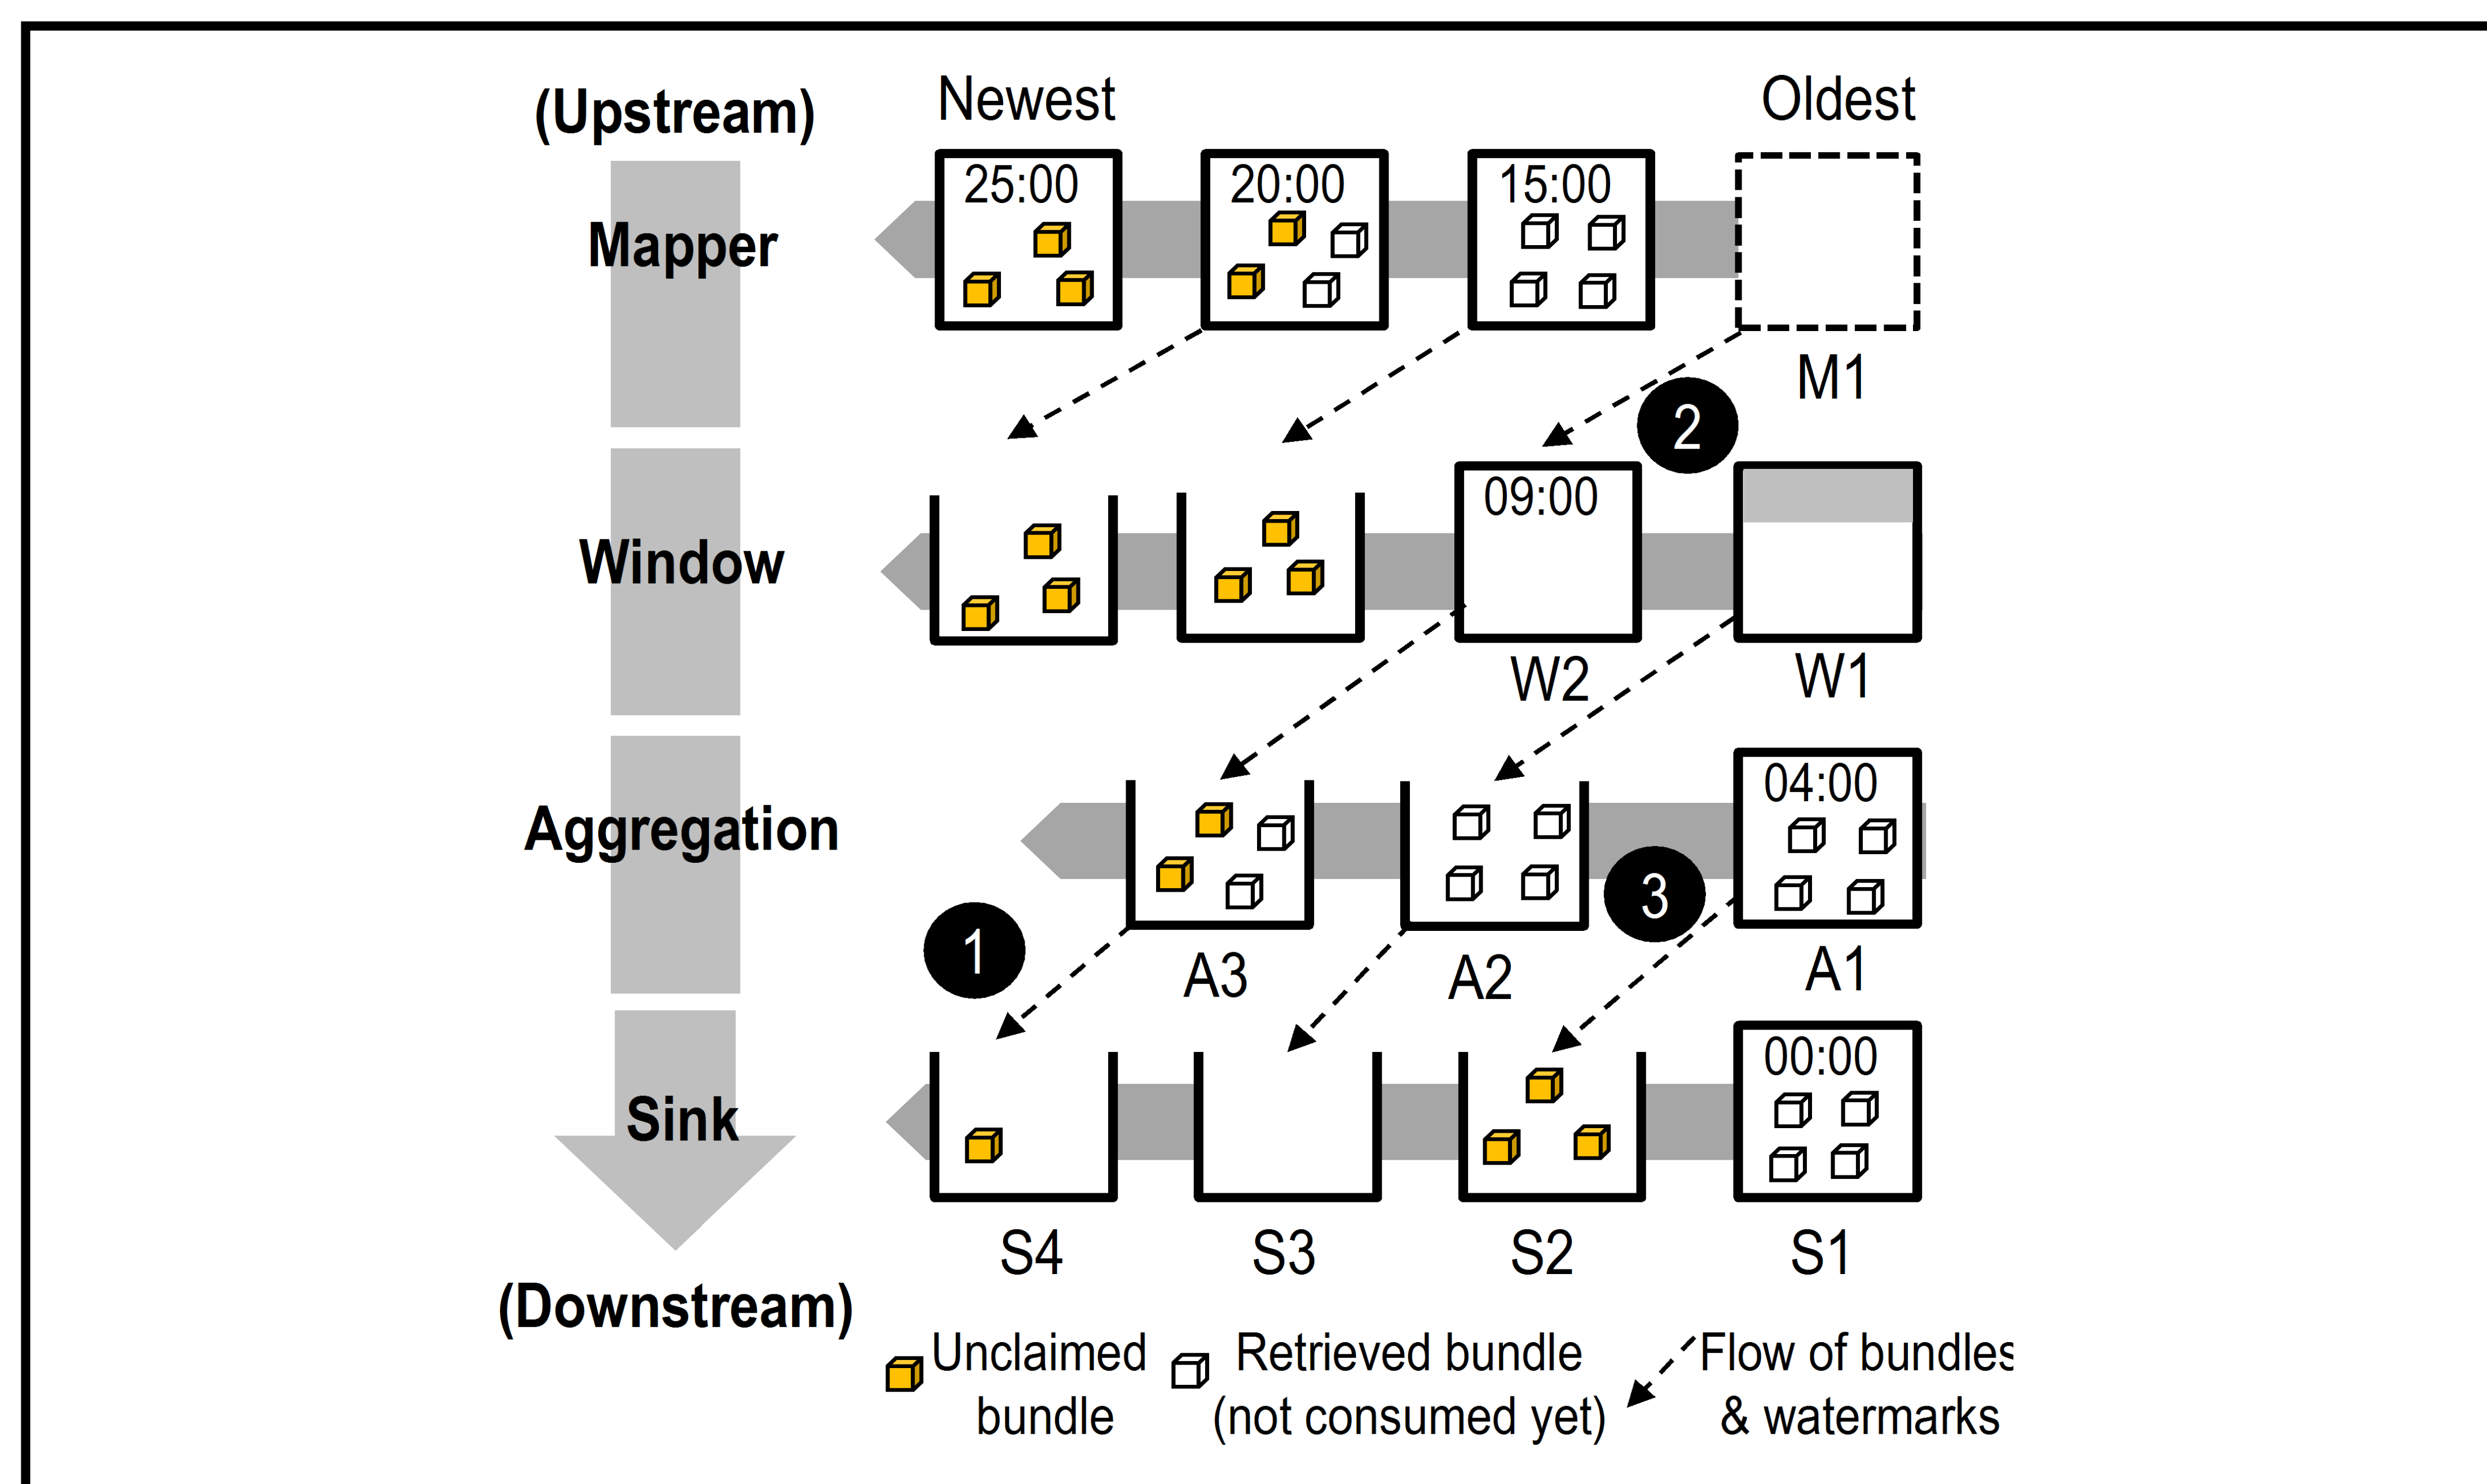 (Upstream)
Newest
Oldest
25:00
20:00
15:00
Mapper
M1
2
09:00
Window
W2
W1
04:00
Aggregation
3
1
A3
A2
A1
00:00
Sink
S4
S3
S2
S1
(Downstream)
Unclaimed
bundle
Retrieved bundle
(not consumed yet)
Flow of bundles
& watermarks